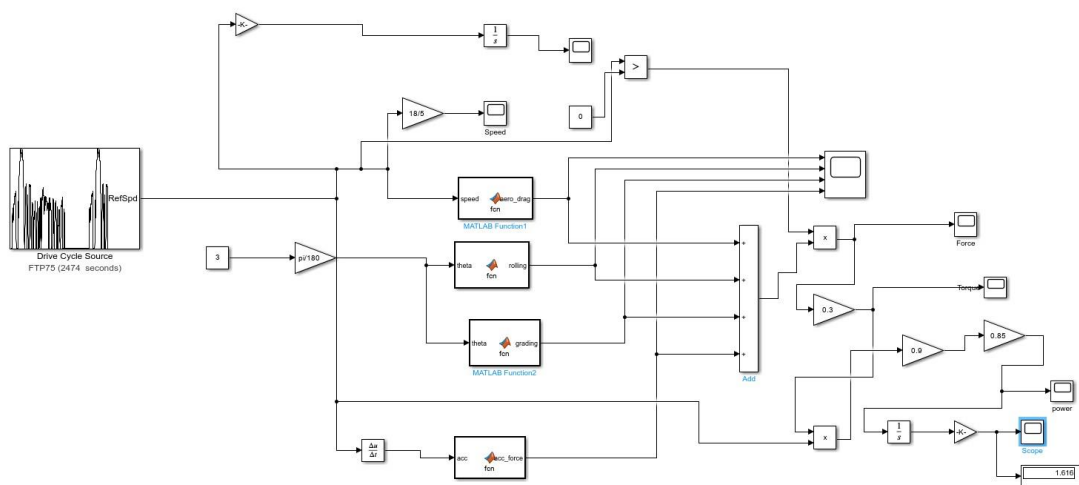 -K-
1
s
>
18/5
0
Speed
RefSpd
speed
aero_drag
fcn
MATLAB Function1
Drive Cycle Source
FTP75 (2474 seconds)
3
pi/180
theta
rolling
fcn
theta
grading
fcn
MATLAB Function2
+
+
+
+
Add
x
Force
0.3
Torque
0.9
0.85
power
x
1
s
-K-
Scope
1.616
Δu
Δt
acc
acc_force
fcn